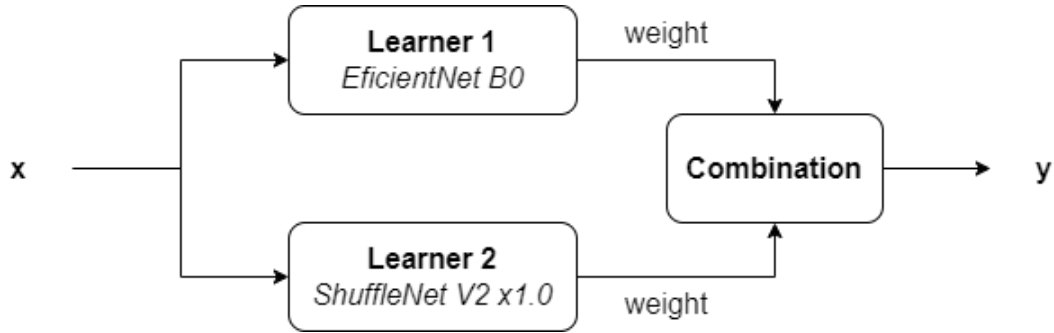 Learner 1
EficientNet B0
weight
x
Combination
y
Learner 2
ShuffleNet V2 x1.0
weight